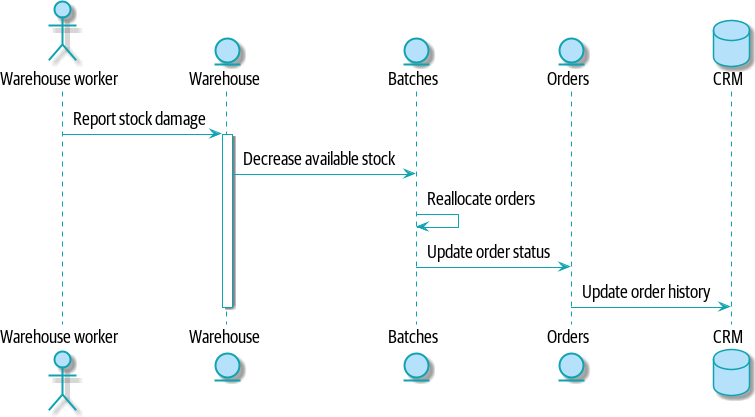 Warehouse worker
Warehouse
Batches
Orders
CRM
Report stock damage
Decrease available stock
Reallocate orders
Update order status
Update order history
Warehouse worker
Warehouse
Batches
Orders
CRM